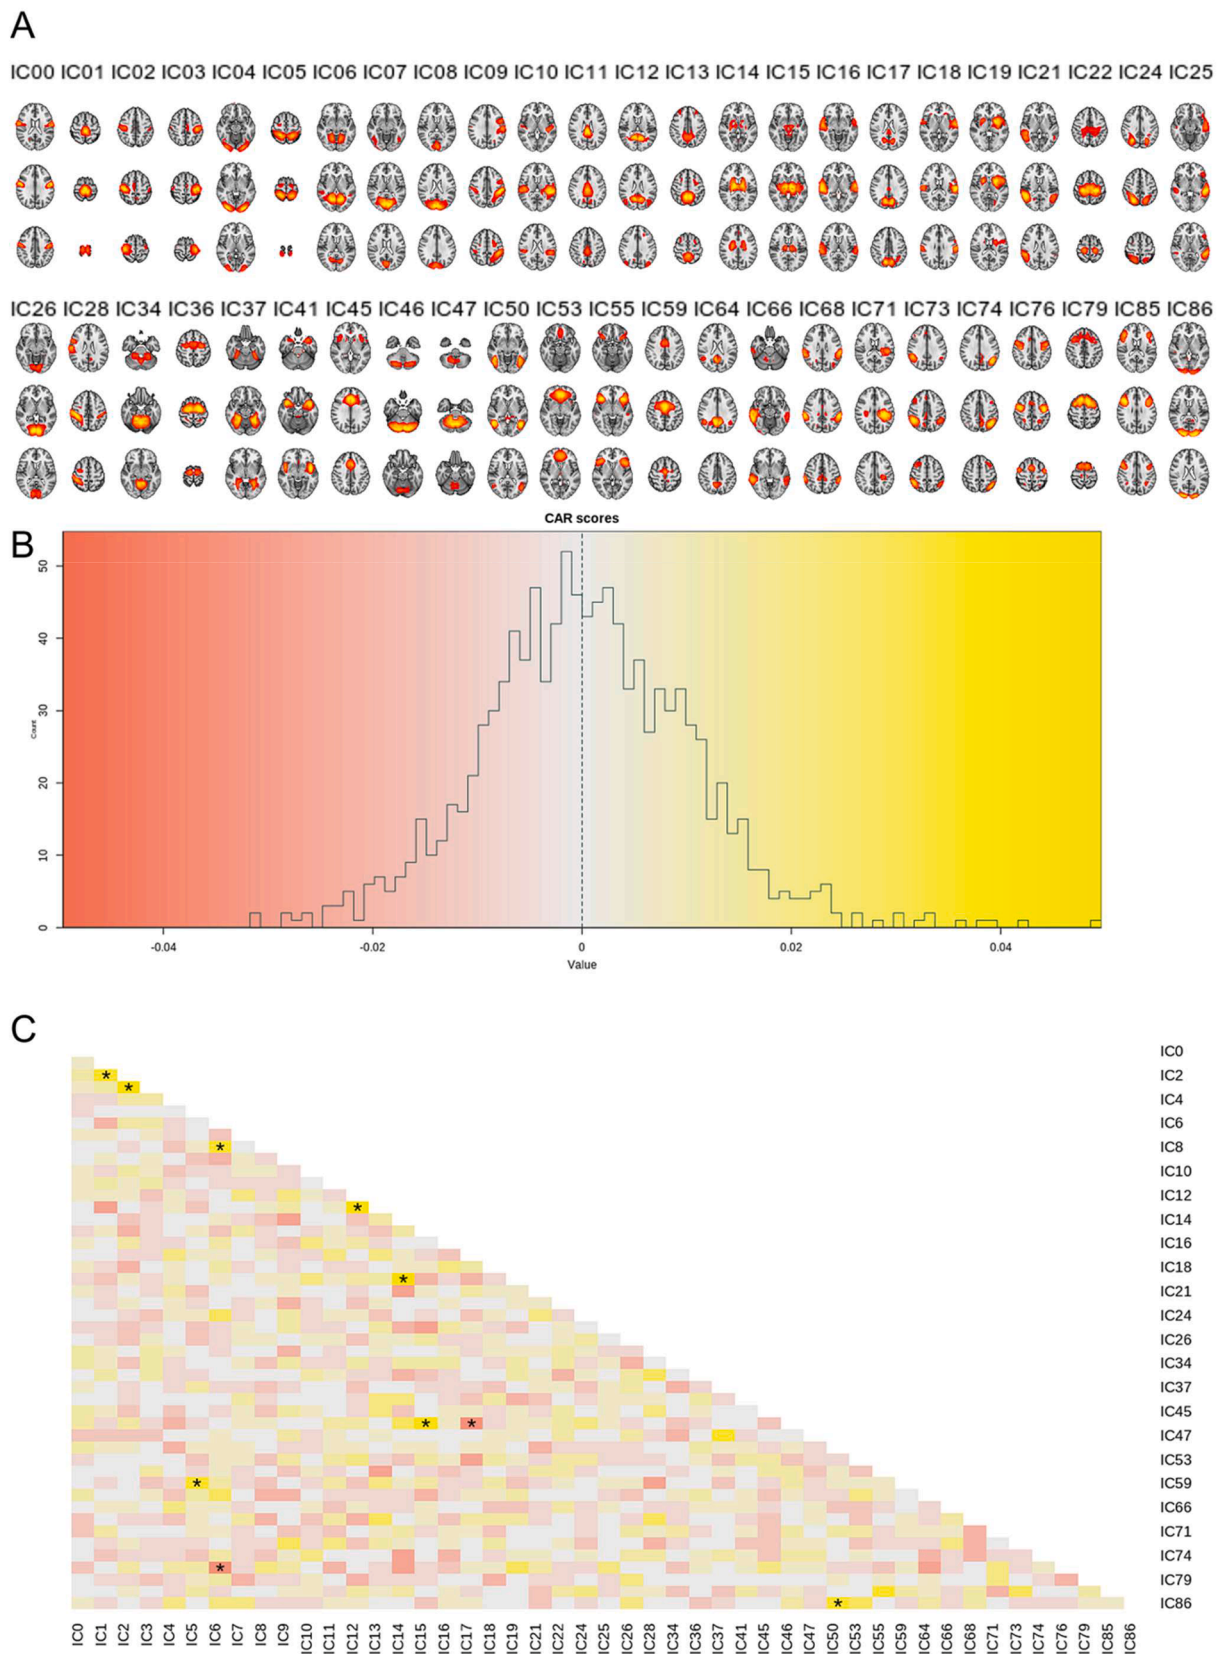 A
IC00 IC01 IC02 IC03 IC04 IC05 IC06 IC07 IC08 IC09 IC10 IC11 IC12 IC13 IC14 IC15 IC16 IC17 IC18 IC19 IC21 IC22 IC24 IC25
IC26 IC28 IC34 IC36 IC37 IC41 IC45 IC46 IC47 IC50 IC53 IC55 IC59 IC64 IC66 IC68 IC71 IC73 IC74 IC76 IC79 IC85 IC86
CAR scores
B
50
40
30
20
10
0
Count
-0.04 -0.02 0 0.02 0.04
Value
C
IC0
IC2
*
*
IC4
IC6
*
IC8
IC10
IC12
*
IC14
IC16
IC18
*
IC21
IC24
IC26
IC34
IC37
IC45
* *
IC47
IC53
*
IC59
IC66
IC71
IC74
*
IC79
*
IC86
IC0 IC1 IC2 IC3 IC4 IC5 IC6 IC7 IC8 IC9 IC10 IC11 IC12 IC13 IC14 IC15 IC16 IC17 IC18 IC19 IC21 IC22 IC24 IC25 IC26 IC28 IC34 IC36 IC37 IC41 IC45 IC46 IC47 IC50 IC53 IC55 IC59 IC64 IC66 IC68 IC71 IC73 IC74 IC76 IC79 IC85 IC86